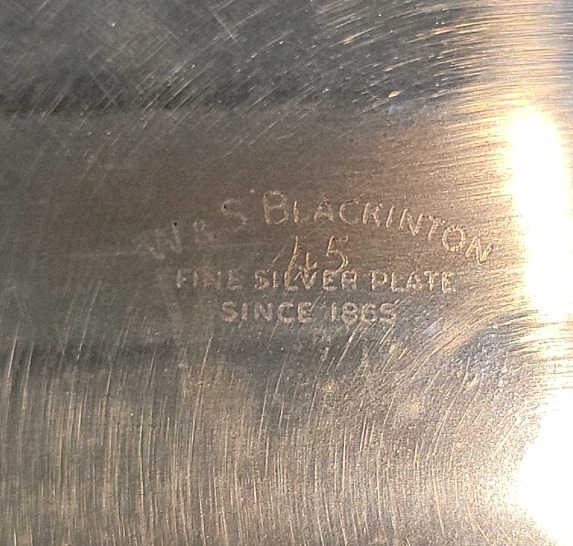 W & S BLACKINTON
45
FINE SILVER PLATE
SINCE 1865